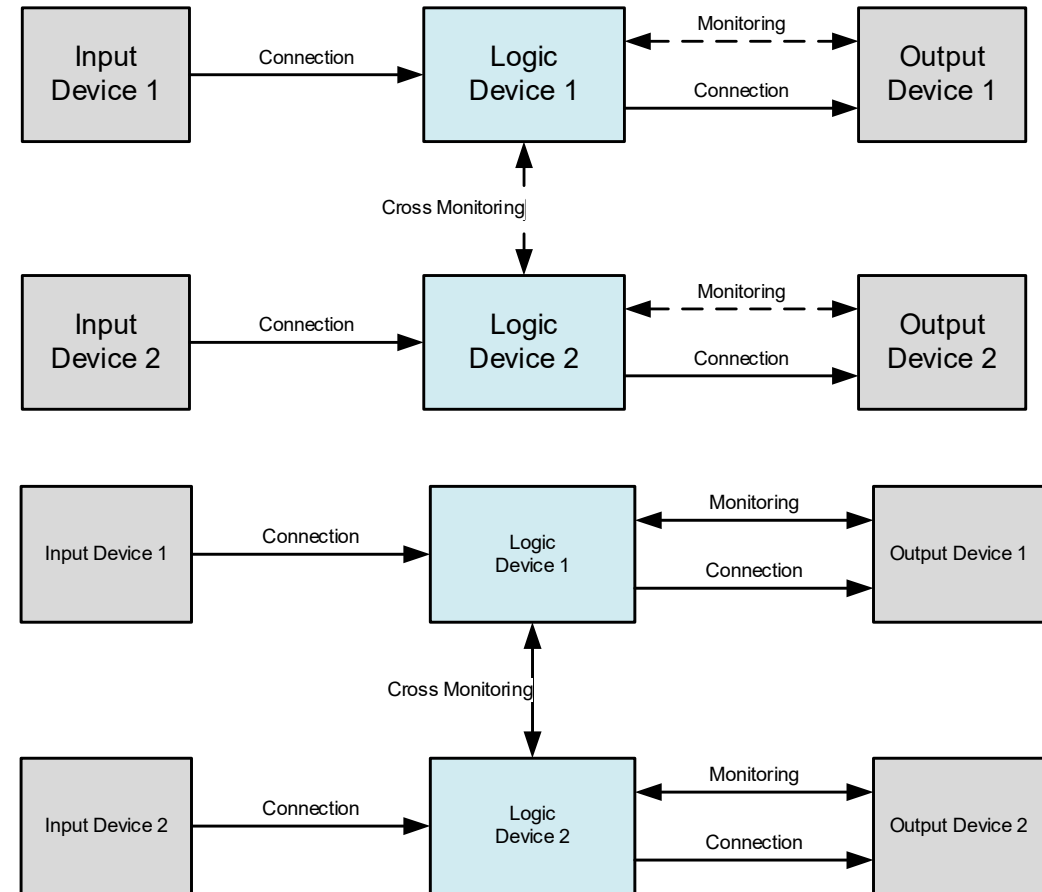 Input
Device 1
Connection
Logic
Device 1
Monitoring
Connection
Output
Device 1
Cross Monitoring
Input
Device 2
Connection
Logic
Device 2
Monitoring
Connection
Output
Device 2
Input Device 1
Connection
Logic
Device 1
Monitoring
Connection
Output Device 1
Cross Monitoring
Input Device 2
Connection
Logic
Device 2
Monitoring
Connection
Output Device 2